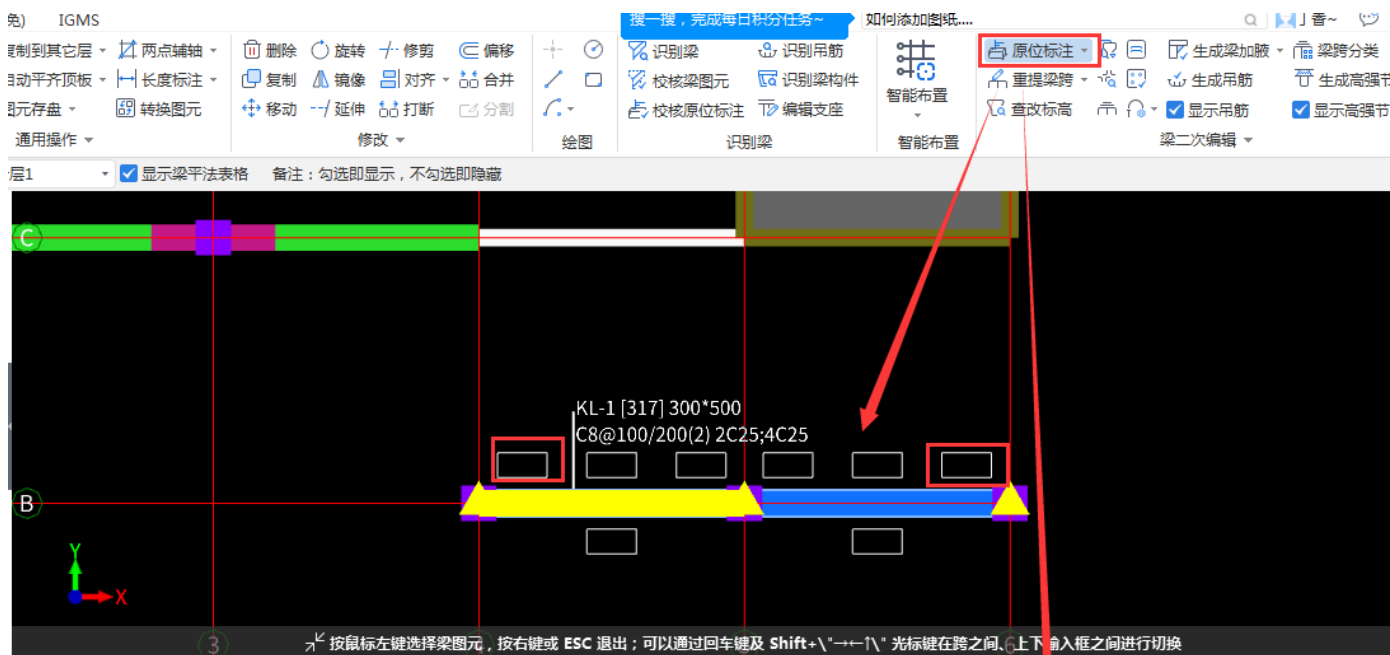 免) IGMS 搜一搜，完成每日积分任务~ 如何添加图纸.... 丁香~
复制到其它层 两点辅轴 删除 旋转 修剪 偏移 识别梁 识别吊筋 原位标注 生成梁加腋 梁跨分类
自动平齐顶板 长度标注 复制 镜像 对齐 合并 校核梁图元 识别梁构件 智能布置 重提梁跨 生成吊筋 生成高强节
图元存盘 转换图元 移动 延伸 打断 分割 校核原位标注 编辑支座 查改标高 显示吊筋 显示高强节
通用操作 修改 绘图 识别梁 智能布置 梁二次编辑
层1 显示梁平法表格 备注：勾选即显示，不勾选即隐藏
C
KL-1 [317] 300*500
C8@100/200(2) 2C25;4C25
B
Y
X
3
6
按鼠标左键选择梁图元，按右键或 ESC 退出；可以通过回车键及 Shift+\"→←↑\" 光标键在跨之间、上下输入框之间进行切换